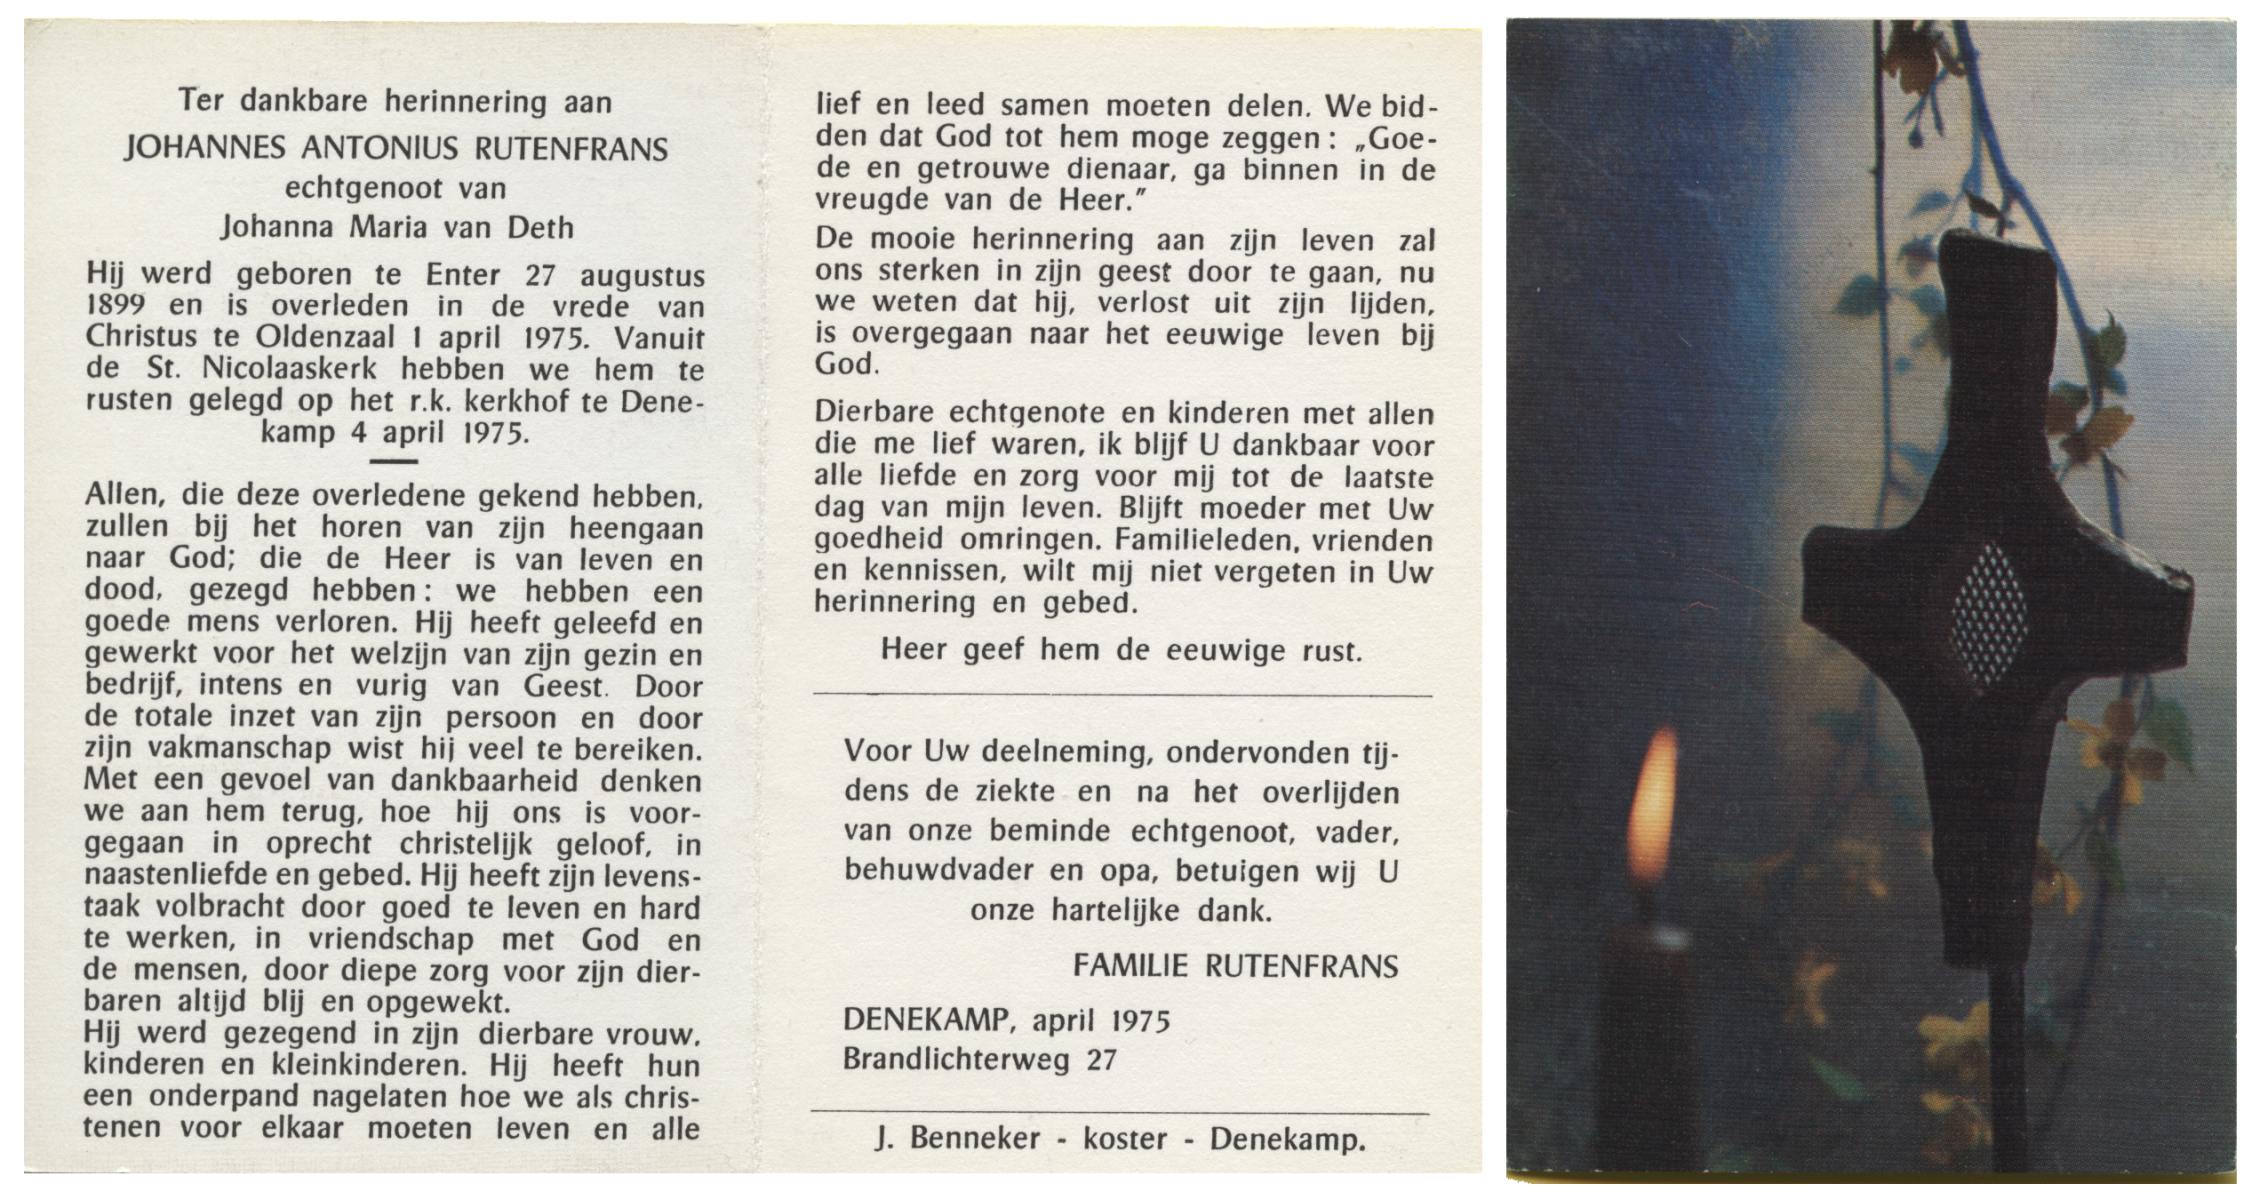 Ter dankbare herinnering aan
JOHANNES ANTONIUS RUTENFRANS
echtgenoot van
Johanna Maria van Deth
Hij werd geboren te Enter 27 augustus
1899 en is overleden in de vrede van
Christus te Oldenzaal 1 april 1975. Vanuit
de St. Nicolaaskerk hebben we hem te
rusten gelegd op het r.k. kerkhof te Dene-
kamp 4 april 1975.
Allen, die deze overledene gekend hebben,
zullen bij het horen van zijn heengaan
naar God; die de Heer is van leven en
dood, gezegd hebben: we hebben een
goede mens verloren. Hij heeft geleefd en
gewerkt voor het welzijn van zijn gezin en
bedrijf, intens en vurig van Geest. Door
de totale inzet van zijn persoon en door
zijn vakmanschap wist hij veel te bereiken.
Met een gevoel van dankbaarheid denken
we aan hem terug, hoe hij ons is voor-
gegaan in oprecht christelijk geloof, in
naastenliefde en gebed. Hij heeft zijn levens-
taak volbracht door goed te leven en hard
te werken, in vriendschap met God en
de mensen, door diepe zorg voor zijn dier-
baren altijd blij en opgewekt.
Hij werd gezegend in zijn dierbare vrouw,
kinderen en kleinkinderen. Hij heeft hun
een onderpand nagelaten hoe we als chris-
tenen voor elkaar moeten leven en alle
lief en leed samen moeten delen. We bid-
den dat God tot hem moge zeggen: „Goe-
de en getrouwe dienaar, ga binnen in de
vreugde van de Heer.”
De mooie herinnering aan zijn leven zal
ons sterken in zijn geest door te gaan, nu
we weten dat hij, verlost uit zijn lijden,
is overgegaan naar het eeuwige leven bij
God.
Dierbare echtgenote en kinderen met allen
die me lief waren, ik blijf U dankbaar voor
alle liefde en zorg voor mij tot de laatste
dag van mijn leven. Blijft moeder met Uw
goedheid omringen. Familieleden, vrienden
en kennissen, wilt mij niet vergeten in Uw
herinnering en gebed.
Heer geef hem de eeuwige rust.
Voor Uw deelneming, ondervonden tij-
dens de ziekte en na het overlijden
van onze beminde echtgenoot, vader,
behuwdvader en opa, betuigen wij U
onze hartelijke dank.
FAMILIE RUTENFRANS
DENEKAMP, april 1975
Brandlichterweg 27
J. Benneker - koster - Denekamp.